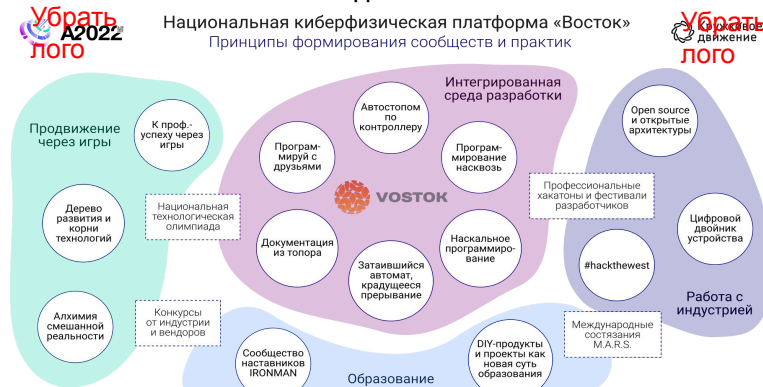 Убрать
лого
A2022
Национальная киберфизическая платформа «Восток»
Принципы формирования сообществ и практик
Убрать
лого
Кружковое
движение
Продвижение
через игры
К проф.-
успеху через
игры
Дерево
развития и
корни
технологий
Алхимия
смешанной
реальности
Национальная
технологическая
олимпиада
Конкурсы
от индустрии
и вендоров
Интегрированная
среда разработки
Автостопом
по
контроллеру
Програм-
мируй с
друзьями
Програм-
мирование
насквозь
VOSTOK
Документация
из топора
Затаившийся
автомат,
крадущееся
прерывание
Наскальное
программиро-
вание
Профессиональные
хакатоны и фестивали
разработчиков
Open source
и открытые
архитектуры
Цифровой
двойник
устройства
#hackthewest
Работа с
индустрией
Международные
состязания
M.A.R.S.
Сообщество
наставников
IRONMAN
DIY-продукты
и проекты как
новая суть
образования
Образование